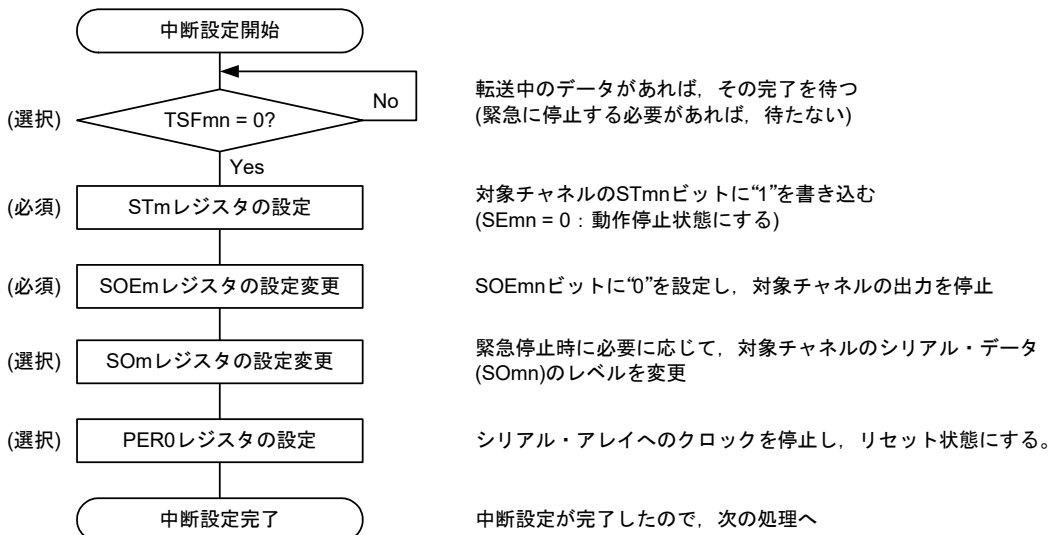 中断設定開始
(選択)
TSFmn = 0?
No
転送中のデータがあれば，その完了を待つ
(緊急に停止する必要があれば，待たない)
Yes
(必須)
STmレジスタの設定
対象チャネルのSTmnビットに“1”を書き込む
(SEmn = 0：動作停止状態にする)
(必須)
SOEmレジスタの設定変更
SOEmnビットに“0”を設定し，対象チャネルの出力を停止
(選択)
SOmレジスタの設定変更
緊急停止時に必要に応じて，対象チャネルのシリアル・データ
(SOmn)のレベルを変更
(選択)
PER0レジスタの設定
シリアル・アレイへのクロックを停止し，リセット状態にする。
中断設定完了
中断設定が完了したので，次の処理へ